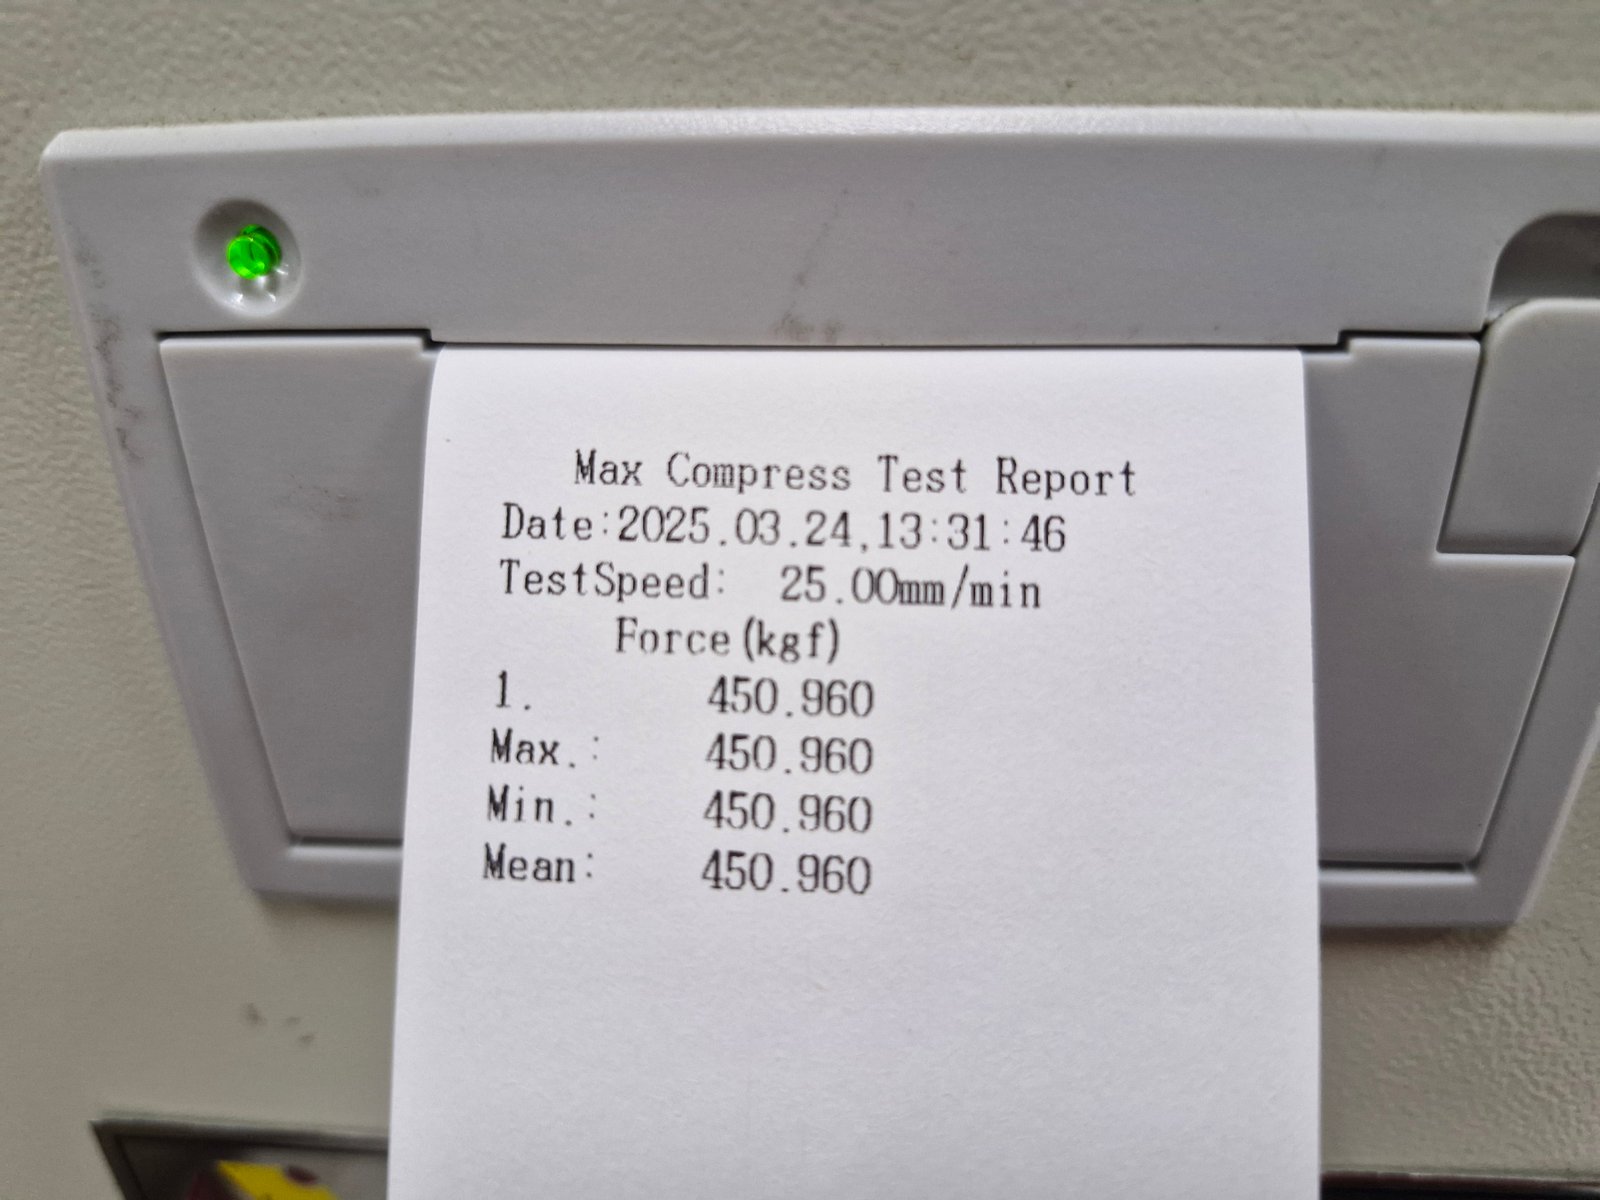 Max Compress Test Report
Date:2025.03.24,13:31:46
TestSpeed: 25.00mm/min
Force(kgf)
1. 450.960
Max.: 450.960
Min.: 450.960
Mean: 450.960